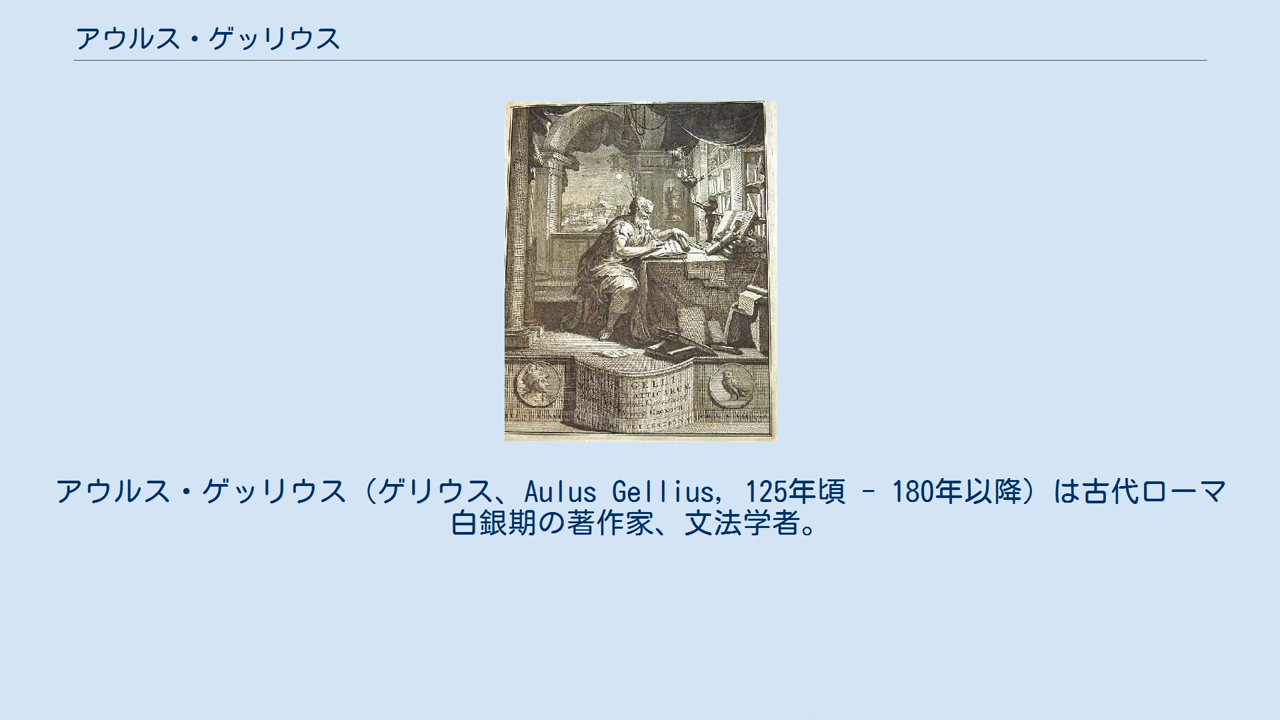 アウルス・ゲッリウス
GELLI
ATTICARUM
アウルス・ゲッリウス（ゲリウス、Aulus Gellius, 125年頃 - 180年以降）は古代ローマ
白銀期の著作家、文法学者。